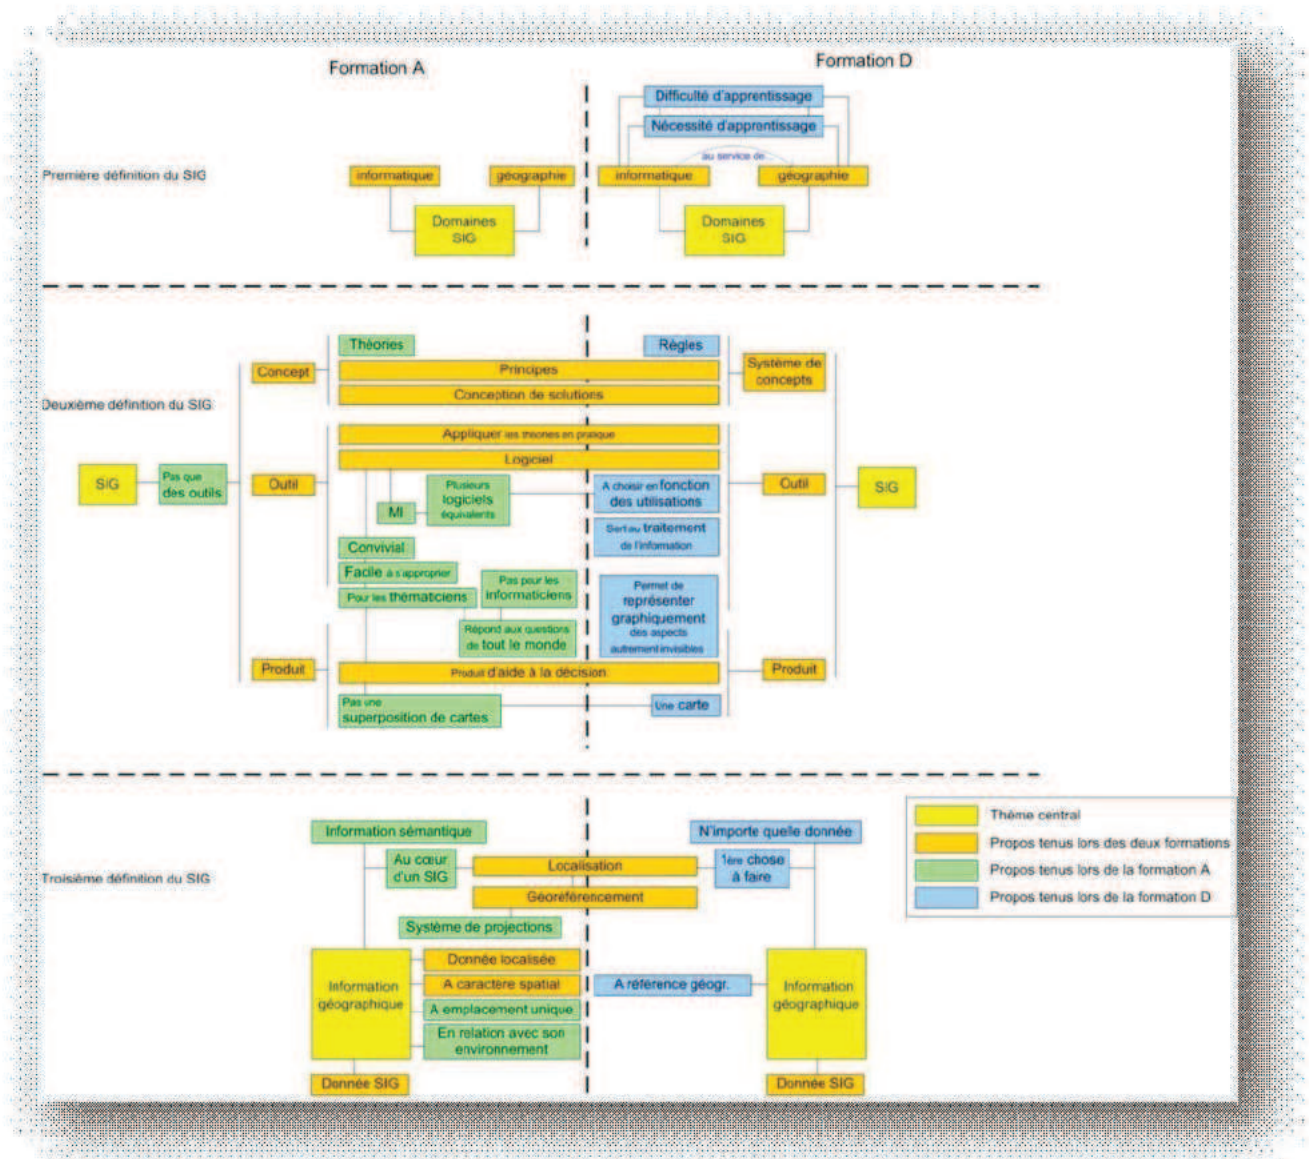 Formation A
Formation D
Difficulté d'apprentissage
Nécessité d'apprentissage
au service de
Première définition du SIG
informatique
géographie
informatique
géographie
Domaines
SIG
Domaines
SIG
Deuxième définition du SIG
Théories
Règles
Concept
Principes
Système de
concepts
Conception de solutions
Appliquer les théories en pratique
Logiciel
SIG
Pas que
des outils
Outil
Plusieurs
logiciels
équivalents
MI
A choisir en fonction
des utilisations
Outil
SIG
Sert au traitement
de l'information
Convivial
Facile à s'approprier
Pour les thématiciens
Pas pour les
informaticiens
Répond aux questions
de tout le monde
Permet de
représenter
graphiquement
des aspects
autrement invisibles
Produit
Produit d'aide à la décision
Produit
Pas une
superposition de cartes
Une carte
Troisième définition du SIG
Information sémantique
N'importe quelle donnée
Au cœur
d'un SIG
Localisation
1ère chose
à faire
Géoréférencement
Système de projections
Information
géographique
Donnée localisée
A caractère spatial
A emplacement unique
En relation avec son
environnement
A référence géogr.
Information
géographique
Donnée SIG
Donnée SIG
Thème central
Propos tenus lors des deux formations
Propos tenus lors de la formation A
Propos tenus lors de la formation D